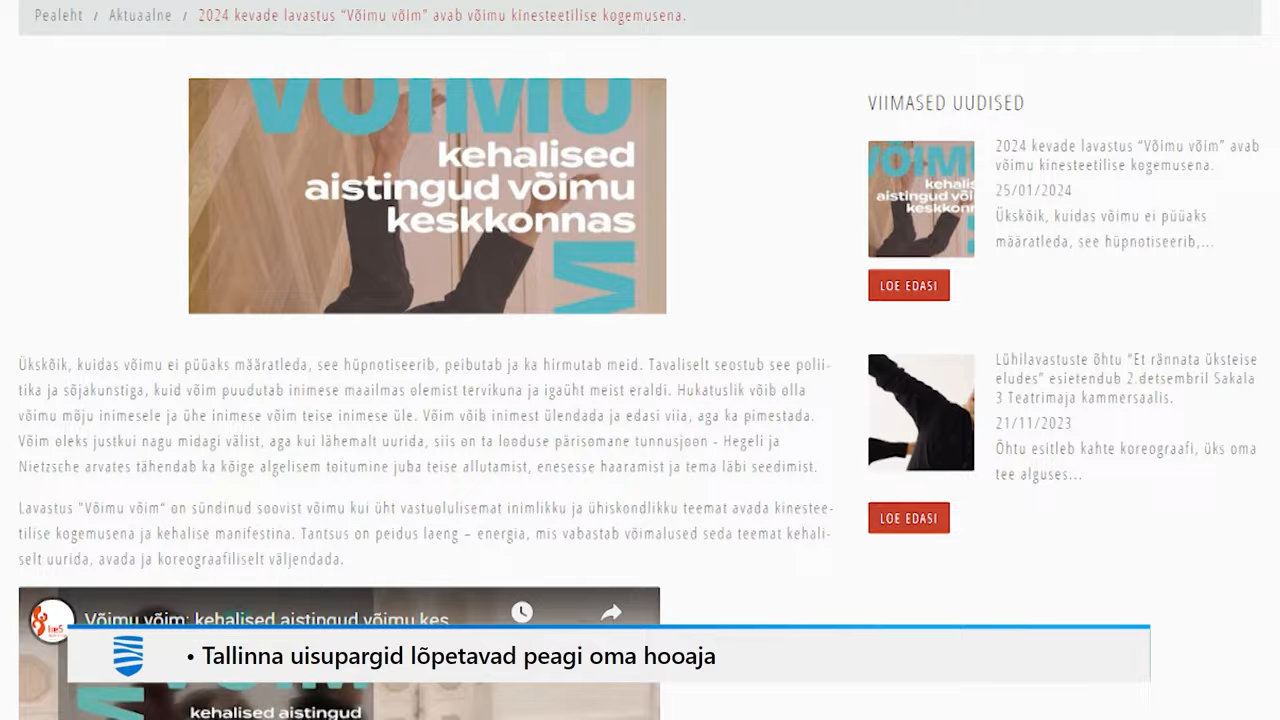 Pealeht / Aktuaalne / 2024 kevade lavastus “Võimu võim” avab võimu kinesteetilise kogemusena.
VÕIMU
kehalised
aistingud võimu
keskkonnas
M
Ükskõik, kuidas võimu ei püüaks määratleda, see hüpnotiseerib, peibutab ja ka hirmutab meid. Tavaliselt seostub see polii-
tika ja sõjakunstiga, kuid võim puudutab inimese maailmas olemist tervikuna ja igaüht meist eraldi. Hukatuslik võib olla
võimu mõju inimesele ja ühe inimese võim teise inimese üle. Võim võib inimest ülendada ja edasi viia, aga ka pimestada.
Võim oleks justkui nagu midagi välist, aga kui lähemalt uurida, siis on ta looduse pärisomane tunnusjoon - Hegeli ja
Nietzsche arvates tähendab ka kõige algelisem toitumine juba teise allutamist, enesesse haaramist ja tema läbi seedimist.
Lavastus "Võimu võim“ on sündinud soovist võimu kui üht vastuolulisemat inimlikku ja ühiskondlikku teemat avada kinestee-
tilise kogemusena ja kehalise manifestina. Tantsus on peidus laeng – energia, mis vabastab võimalused seda teemat kehali-
selt uurida, avada ja koreograafiliselt väljendada.
Võimu võim: kehalised aistingud võimu kes
kehalised aistingud
VIIMASED UUDISED
VÕIMU
kehalis
aistingud või
keskkonn
2024 kevade lavastus “Võimu võim” avab
võimu kinesteetilise kogemusena.
25/01/2024
Ükskõik, kuidas võimu ei püüaks
määratleda, see hüpnotiseerib,...
LOE EDASI
Lühilavastuste õhtu "Et rännata üksteise
eludes" esietendub 2.detsembril Sakala
3 Teatrimaja kammersaalis.
21/11/2023
Õhtu esitleb kahte koreograafi, üks oma
tee alguses...
LOE EDASI
• Tallinna uisupargid lõpetavad peagi oma hooaja